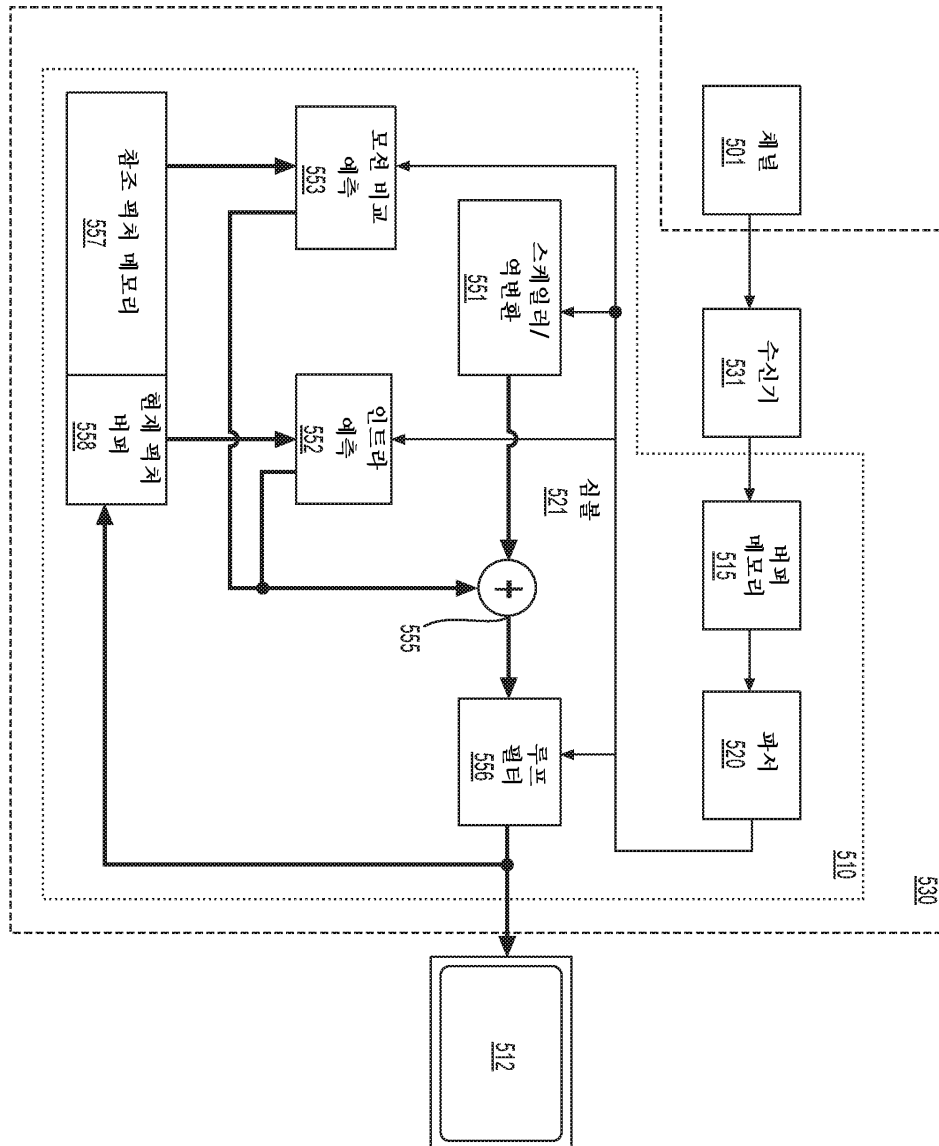 530
510
채널
501
수신기
531
버퍼
메모리
515
파서
520
심볼
521
스케일러/
역변환
551
+
555
루프
필터
556
512
모션 비교
예측
553
인트라
예측
552
참조 픽처 메모리
557
현재 픽처
버퍼
558